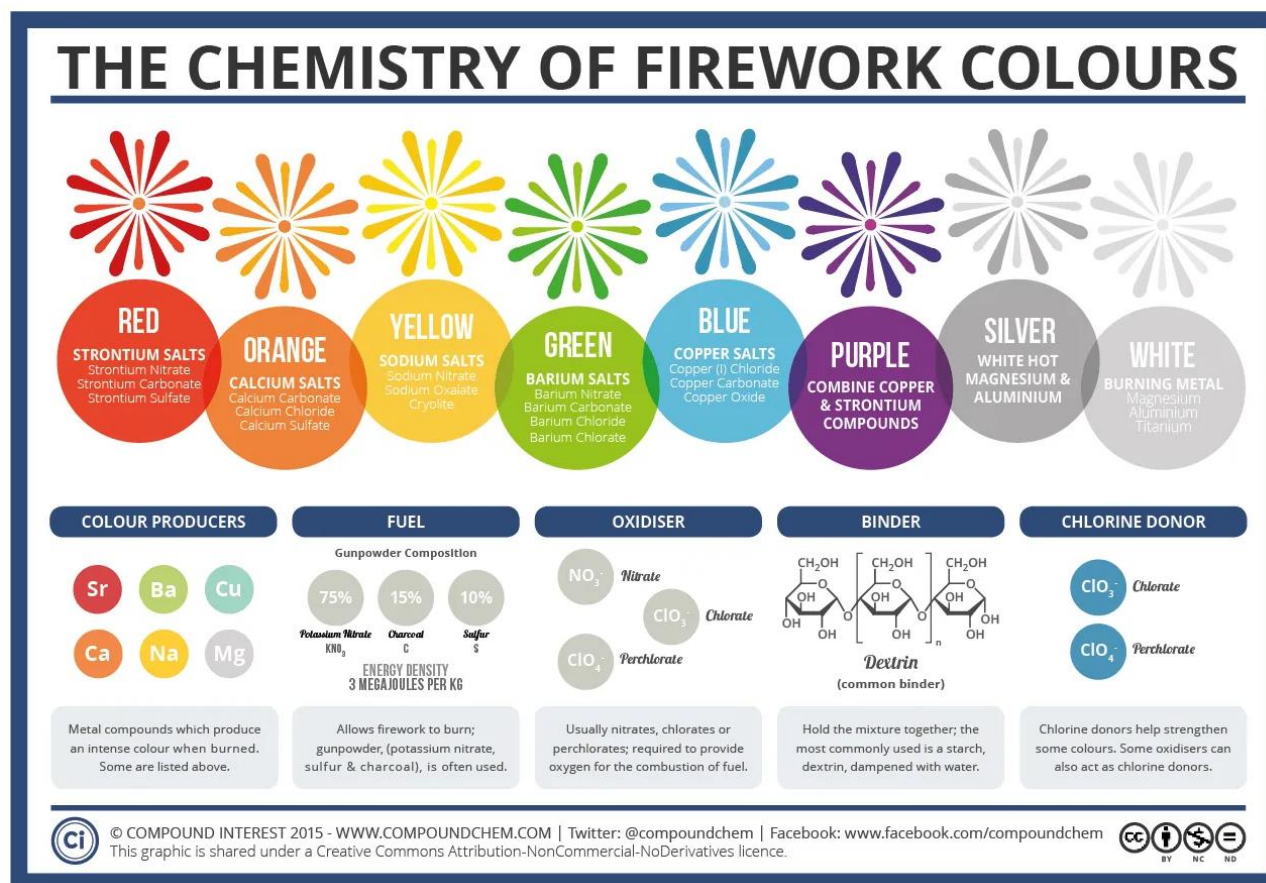 THE CHEMISTRY OF FIREWORK COLOURS
RED
STRONTIUM SALTS
Strontium Nitrate
Strontium Carbonate
Strontium Sulfate
ORANGE
CALCIUM SALTS
Calcium Carbonate
Calcium Chloride
Calcium Sulfate
YELLOW
SODIUM SALTS
Sodium Nitrate
Sodium Oxalate
Cryolite
GREEN
BARIUM SALTS
Barium Nitrate
Barium Carbonate
Barium Chloride
Barium Chlorate
BLUE
COPPER SALTS
Copper (I) Chloride
Copper Carbonate
Copper Oxide
PURPLE
COMBINE COPPER
& STRONTIUM
COMPOUNDS
SILVER
WHITE HOT
MAGNESIUM &
ALUMINIUM
WHITE
BURNING METAL
Magnesium
Aluminium
Titanium
COLOUR PRODUCERS
Sr Ba Cu
Ca Na Mg
Metal compounds which produce
an intense colour when burned.
Some are listed above.
FUEL
Gunpowder Composition
75% 15% 10%
Potassium Nitrate Charcoal Sulfur
KNO₃ C S
ENERGY DENSITY
3 MEGAJOULES PER KG
Allows firework to burn;
gunpowder, (potassium nitrate,
sulfur & charcoal), is often used.
OXIDISER
NO₃⁻ Nitrate
ClO₃⁻ Chlorate
ClO₄⁻ Perchlorate
Usually nitrates, chlorates or
perchlorates; required to provide
oxygen for the combustion of fuel.
BINDER
CH₂OH CH₂OH CH₂OH
O O O
OH OH OH
OH O O OH
OH OH OH
n
Dextrin
(common binder)
Hold the mixture together; the
most commonly used is a starch,
dextrin, dampened with water.
CHLORINE DONOR
ClO₃⁻ Chlorate
ClO₄⁻ Perchlorate
Chlorine donors help strengthen
some colours. Some oxidisers can
also act as chlorine donors.
Ci
© COMPOUND INTEREST 2015 - WWW.COMPOUNDCHEM.COM | Twitter: @compoundchem | Facebook: www.facebook.com/compoundchem
This graphic is shared under a Creative Commons Attribution-NonCommercial-NoDerivatives licence.
cc
BY NC ND